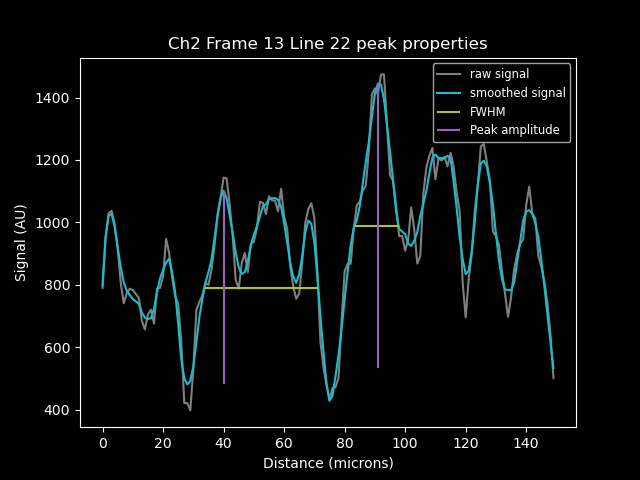 Ch2 Frame 13 Line 22 peak properties
raw signal
smoothed signal
FWHM
Peak amplitude
Signal (AU)
1400
1200
1000
800
600
400
0 20 40 60 80 100 120 140
Distance (microns)